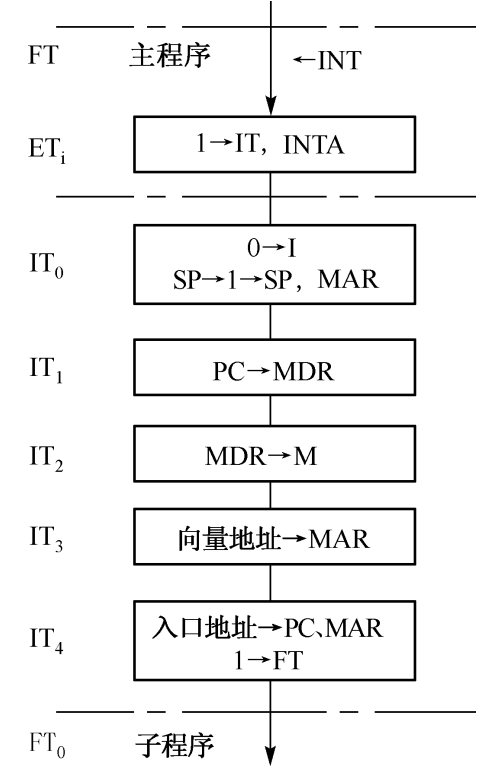 FT 主程序 ←INT
ETi 1→IT, INTA
IT0 0→I
SP→1→SP, MAR
IT1 PC→MDR
IT2 MDR→M
IT3 向量地址→MAR
IT4 入口地址→PC、MAR
1→FT
FT0 子程序